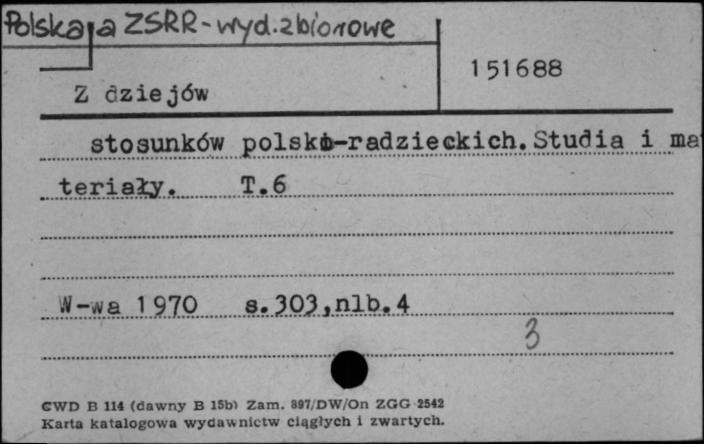 Polska a ZSRR - wyd. zbiorowe
151688
Z dziejów
stosunków polsko-radzieckich. Studia i ma
teriały. T.6
W-wa 1970 s.303,nlb.4
3
CWD B 114 (dawny B 15b) Zam. 897/DW/On ZGG 2542
Karta katalogowa wydawnictw ciągłych i zwartych.